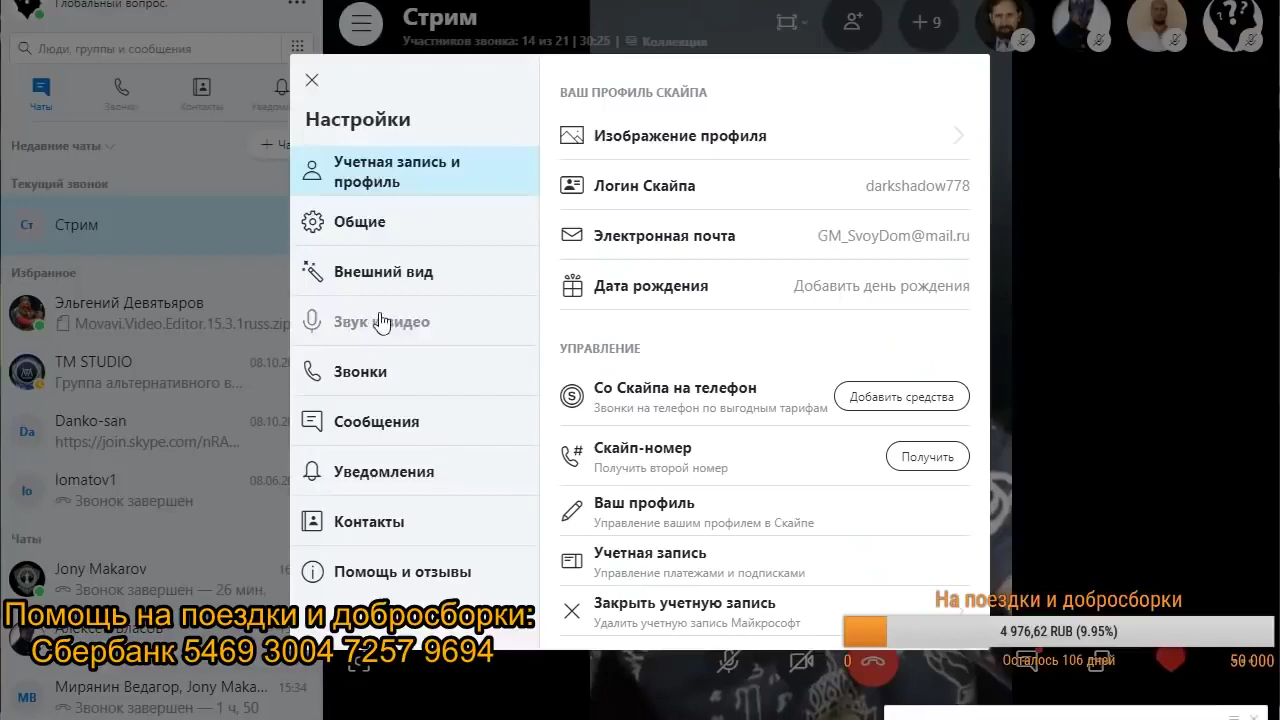 Глобальный вопрос.
Люди, группы и сообщения
Чаты
Звонки
Контакты
Недавние чаты
Текущий звонок
Ст
Стрим
Избранное
Эльгений Девятьяров
Movavi.Video.Editor.15.3.1russ.zip
TM STUDIO
08.10.20
Группа альтернативного в...
Da
Danko-san
08.10.20
https://join.skype.com/nRA...
Io
Iomatov1
08.06.20
Звонок завершен
Чаты
Jony Makarov
Звонок завершен — 26 мин.
МВ
Мирянин Ведагор, Jony Maka...
15:34
Звонок завершен — 1 ч, 50
Стрим
Участников звонка: 14 из 21 | 30:25 | Коллекция
+ 9
Настройки
Учетная запись и
профиль
Общие
Внешний вид
Звук и видео
Звонки
Сообщения
Уведомления
Контакты
Помощь и отзывы
ВАШ ПРОФИЛЬ СКАЙПА
Изображение профиля
Логин Скайпа
darkshadow778
Электронная почта
GM_SvoyDom@mail.ru
Дата рождения
Добавить день рождения
УПРАВЛЕНИЕ
Со Скайпа на телефон
Звонки на телефон по выгодным тарифам
Добавить средства
Скайп-номер
Получить второй номер
Получить
Ваш профиль
Управление вашим профилем в Скайпе
Учетная запись
Управление платежами и подписками
Закрыть учетную запись
Удалить учетную запись Майкрософт
Помощь на поездки и добросборки:
Сбербанк 5469 3004 7257 9694
На поездки и добросборки
4 976,62 RUB (9.95%)
0
Осталось 106 дней
50 000